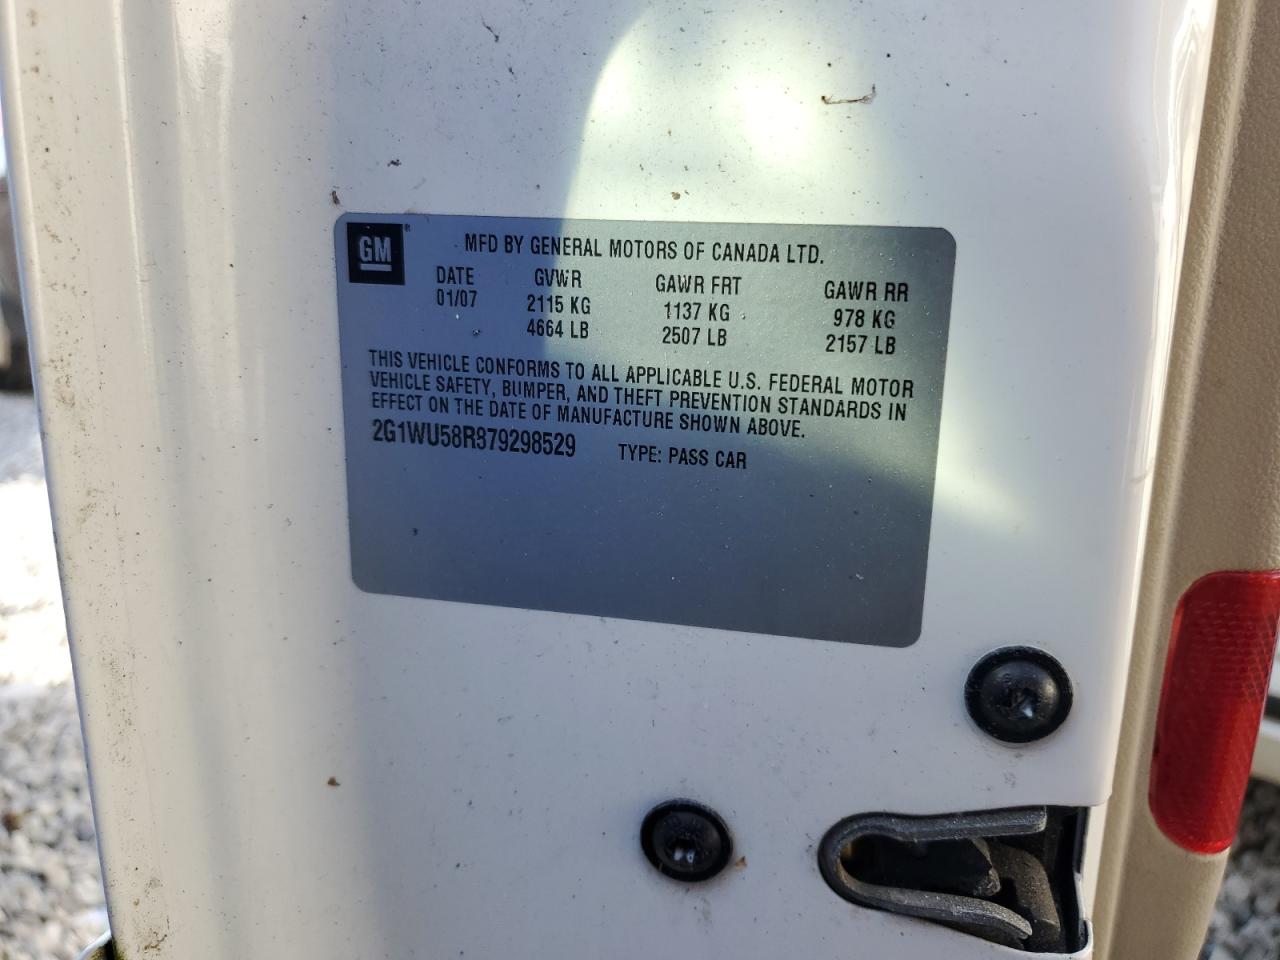 GM
MFD BY GENERAL MOTORS OF CANADA LTD.
DATE GVWR GAWR FRT GAWR RR
01/07 2115 KG 1137 KG 978 KG
4664 LB 2507 LB 2157 LB
THIS VEHICLE CONFORMS TO ALL APPLICABLE U.S. FEDERAL MOTOR
VEHICLE SAFETY, BUMPER, AND THEFT PREVENTION STANDARDS IN
EFFECT ON THE DATE OF MANUFACTURE SHOWN ABOVE.
2G1WU58R879298529 TYPE: PASS CAR